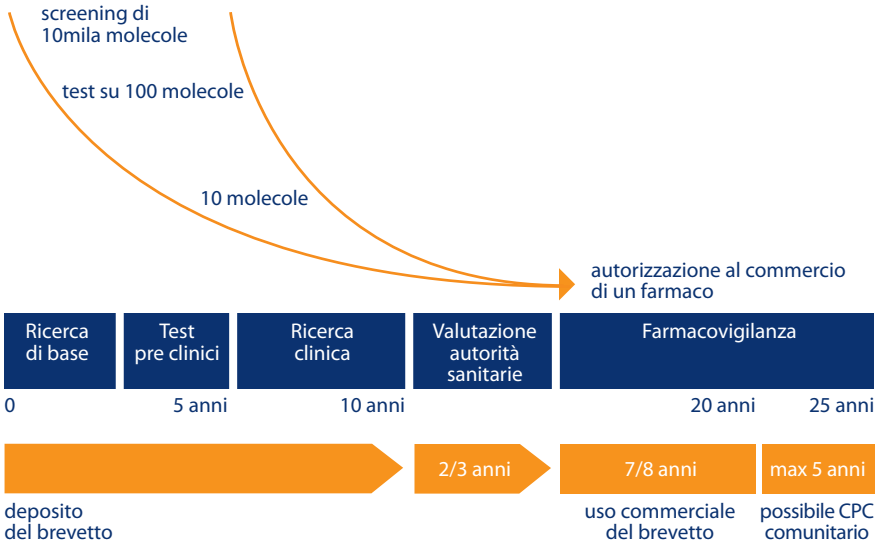 screening di
10mila molecole
test su 100 molecole
10 molecole
autorizzazione al commercio
di un farmaco
Ricerca
di base
Test
pre clinici
Ricerca
clinica
Valutazione
autorità
sanitarie
Farmacovigilanza
0
5 anni
10 anni
20 anni
25 anni
2/3 anni
7/8 anni
max 5 anni
deposito
del brevetto
uso commerciale
del brevetto
possibile CPC
comunitario